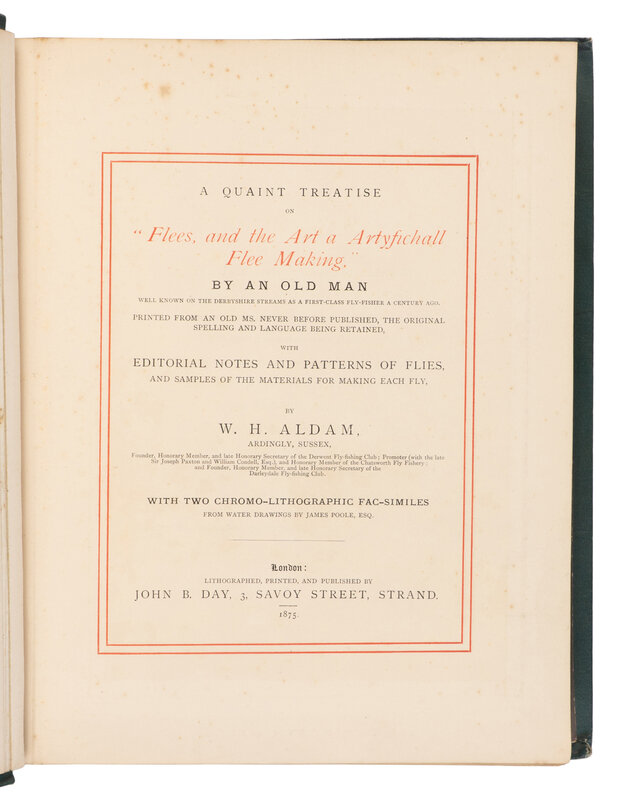 A QUAINT TREATISE
ON
"Flees, and the Art a Artyfichall
Flee Making,"
BY AN OLD MAN
WELL KNOWN ON THE DERBYSHIRE STREAMS AS A FIRST-CLASS FLY-FISHER A CENTURY AGO.
PRINTED FROM AN OLD MS. NEVER BEFORE PUBLISHED, THE ORIGINAL
SPELLING AND LANGUAGE BEING RETAINED,
WITH
EDITORIAL NOTES AND PATTERNS OF FLIES,
AND SAMPLES OF THE MATERIALS FOR MAKING EACH FLY,
BY
W. H. ALDAM,
ARDINGLY, SUSSEX,
Founder, Honorary Member, and late Honorary Secretary of the Derwent Fly-fishing Club; Promoter (with the late
Sir Joseph Paxton and William Condell, Esq.), and Honorary Member of the Chatsworth Fly Fishery;
and Founder, Honorary Member, and late Honorary Secretary of the
Darleydale Fly-fishing Club.
WITH TWO CHROMO-LITHOGRAPHIC FAC-SIMILES
FROM WATER DRAWINGS BY JAMES POOLE, ESQ.
London:
LITHOGRAPHED, PRINTED, AND PUBLISHED BY
JOHN B. DAY, 3, SAVOY STREET, STRAND.
1875.